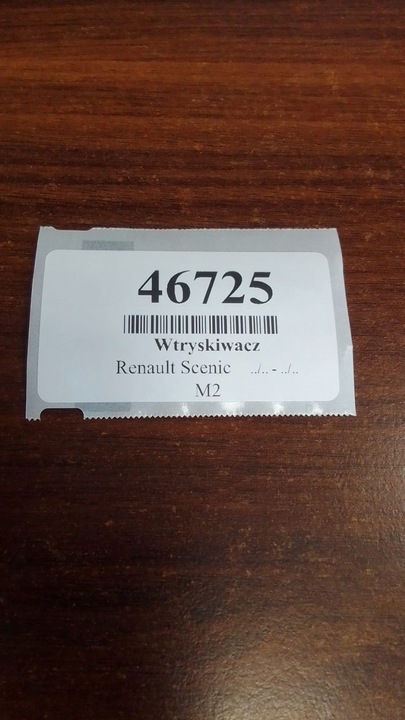 46725
Wtryskiwacz
Renault Scenic ../.. - ../..
M2